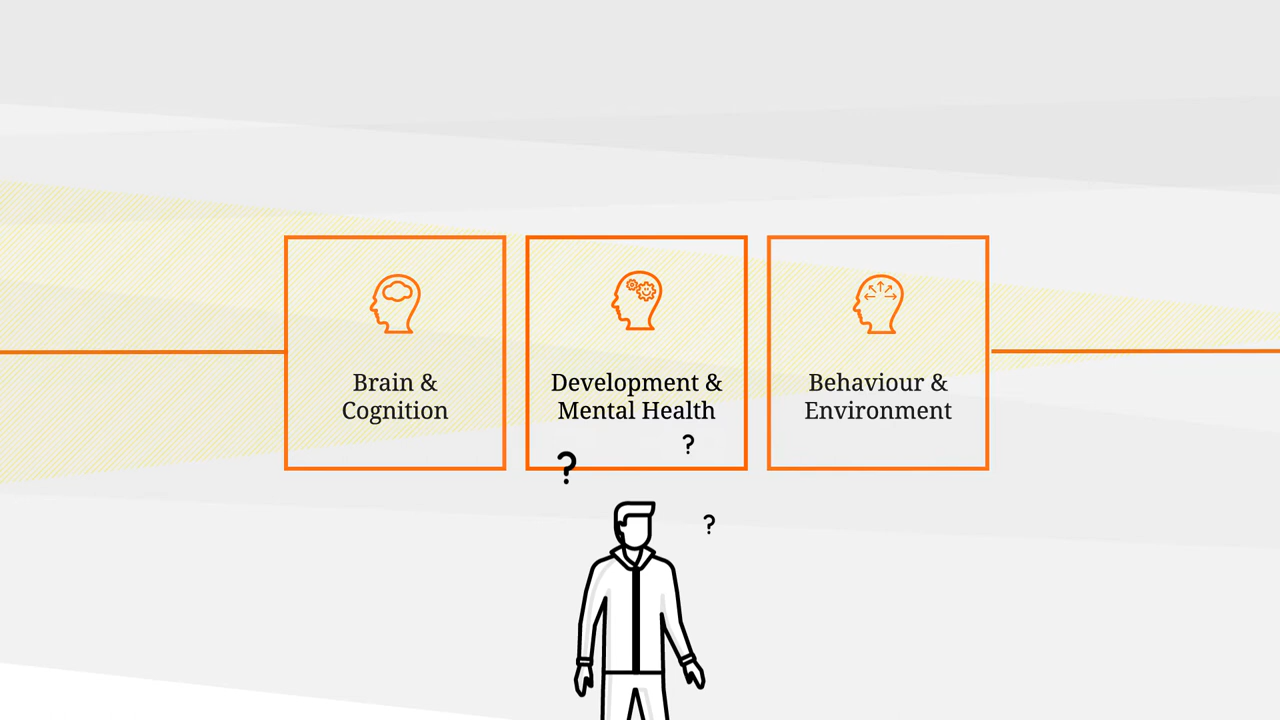 Brain &
Cognition
Development &
Mental Health
Behaviour &
Environment
?
?
?